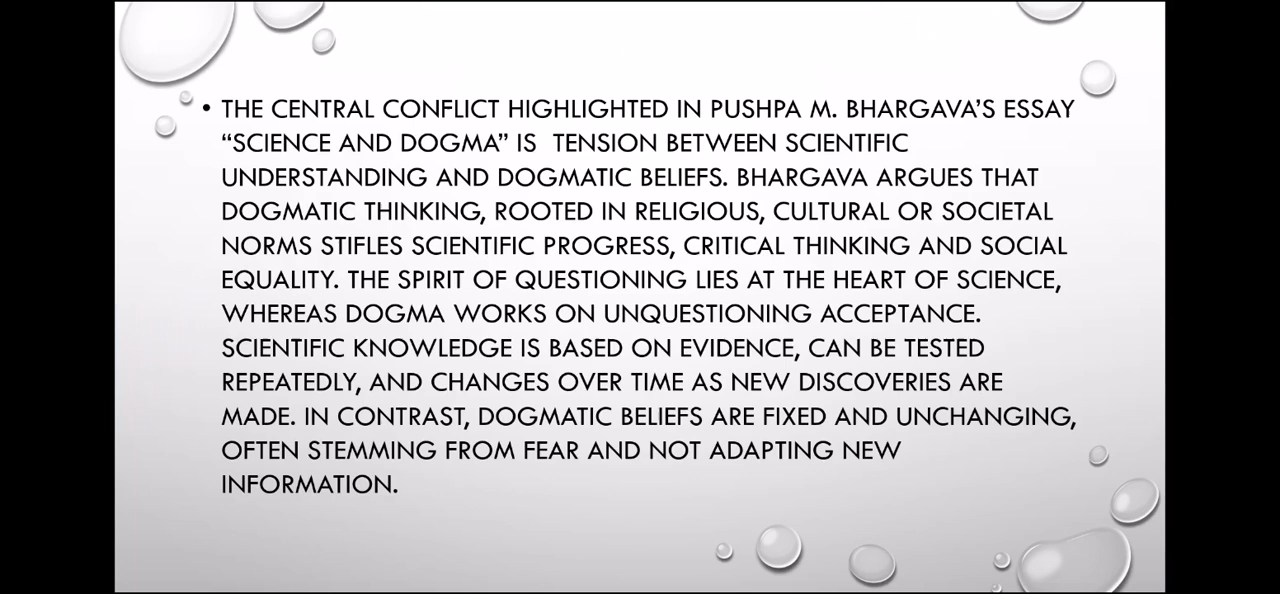 • THE CENTRAL CONFLICT HIGHLIGHTED IN PUSHPA M. BHARGAVA’S ESSAY
“SCIENCE AND DOGMA” IS  TENSION BETWEEN SCIENTIFIC
UNDERSTANDING AND DOGMATIC BELIEFS. BHARGAVA ARGUES THAT
DOGMATIC THINKING, ROOTED IN RELIGIOUS, CULTURAL OR SOCIETAL
NORMS STIFLES SCIENTIFIC PROGRESS, CRITICAL THINKING AND SOCIAL
EQUALITY. THE SPIRIT OF QUESTIONING LIES AT THE HEART OF SCIENCE,
WHEREAS DOGMA WORKS ON UNQUESTIONING ACCEPTANCE.
SCIENTIFIC KNOWLEDGE IS BASED ON EVIDENCE, CAN BE TESTED
REPEATEDLY, AND CHANGES OVER TIME AS NEW DISCOVERIES ARE
MADE. IN CONTRAST, DOGMATIC BELIEFS ARE FIXED AND UNCHANGING,
OFTEN STEMMING FROM FEAR AND NOT ADAPTING NEW
INFORMATION.